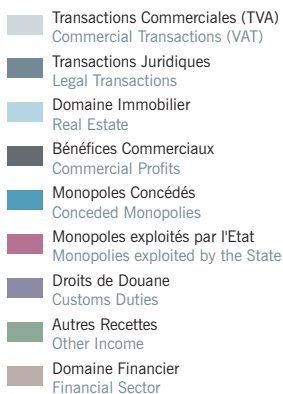 Transactions Commerciales (TVA)
Commercial Transactions (VAT)
Transactions Juridiques
Legal Transactions
Domaine Immobilier
Real Estate
Bénéfices Commerciaux
Commercial Profits
Monopoles Concédés
Conceded Monopolies
Monopoles exploités par l'Etat
Monopolies exploited by the State
Droits de Douane
Customs Duties
Autres Recettes
Other Income
Domaine Financier
Financial Sector